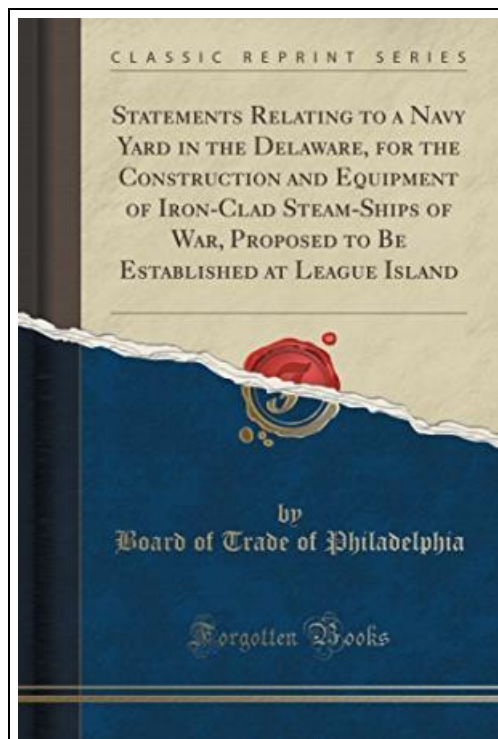 CLASSIC REPRINT SERIES
STATEMENTS RELATING TO A NAVY
YARD IN THE DELAWARE, FOR THE
CONSTRUCTION AND EQUIPMENT
OF IRON-CLAD STEAM-SHIPS OF
WAR, PROPOSED TO BE
ESTABLISHED AT LEAGUE ISLAND
by
Board of Trade of Philadelphia
Forgotten Books